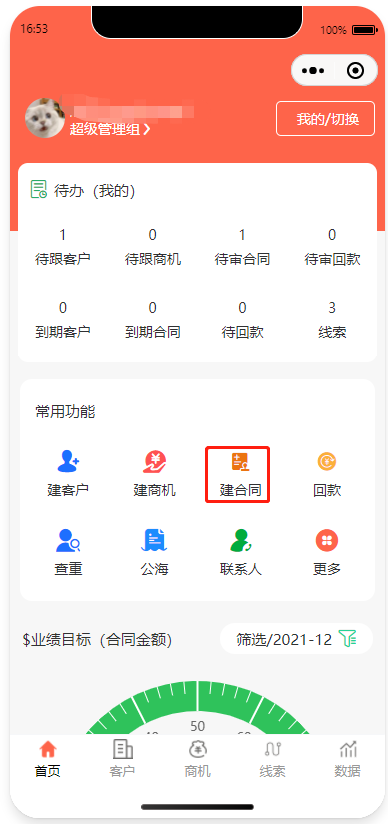 16:53 100%
超级管理组
我的/切换
待办（我的）
1 0 1 0
待跟客户 待跟商机 待审合同 待审回款
0 0 0 3
到期客户 到期合同 待回款 线索
常用功能
建客户 建商机 建合同 回款
查重 公海 联系人 更多
$业绩目标（合同金额） 筛选/2021-12
50
首页 客户 商机 线索 数据